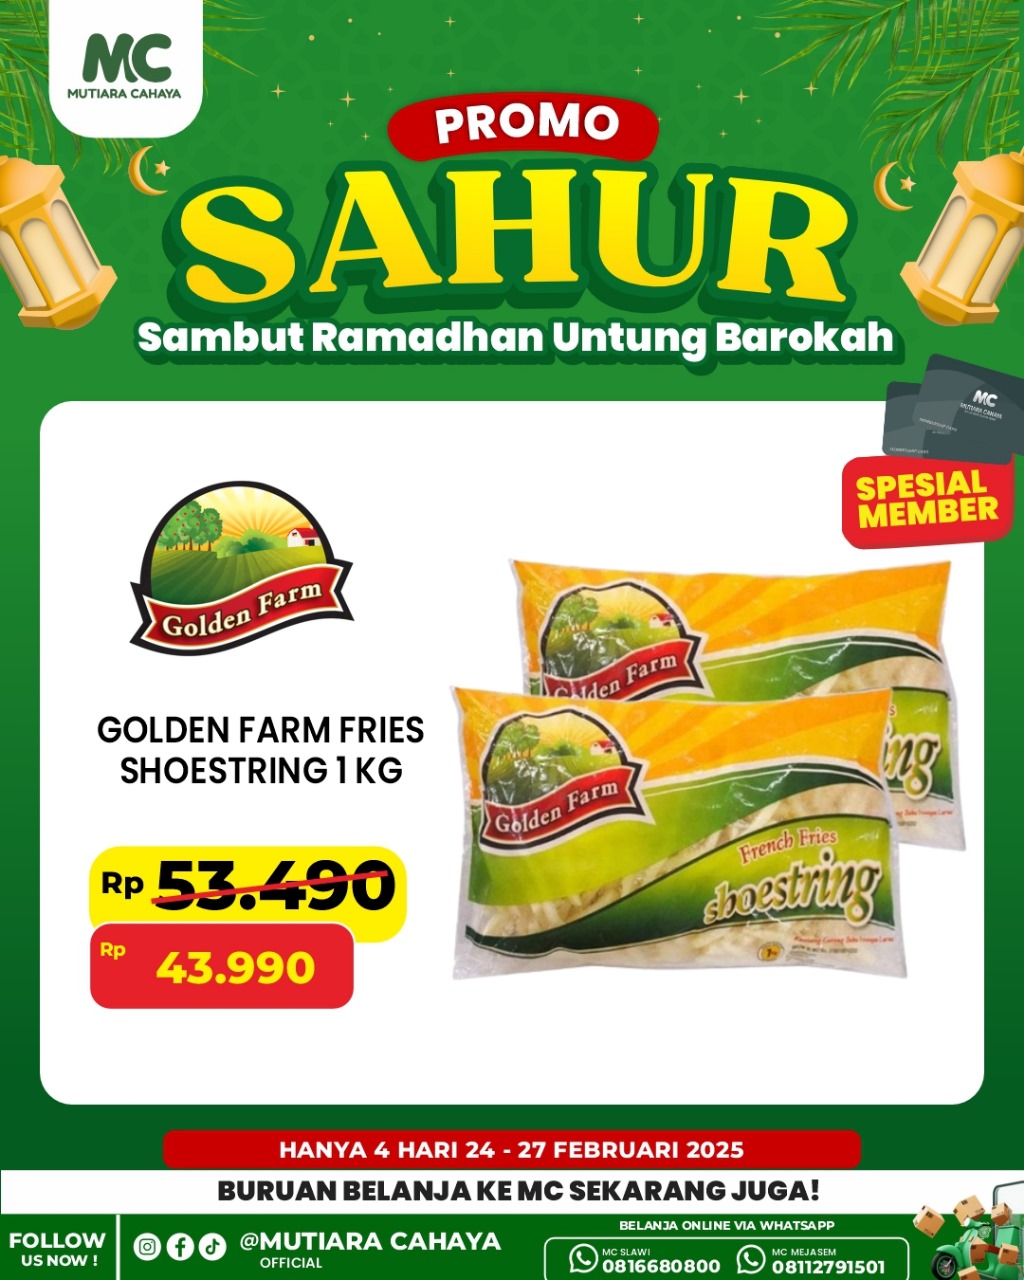 MC
MUTIARA CAHAYA
PROMO
SAHUR
Sambut Ramadhan Untung Barokah
MC
MUTIARA CAHAYA
SPESIAL
MEMBER
Golden Farm
GOLDEN FARM FRIES
SHOESTRING 1 KG
Rp 53.490
Rp 43.990
Golden Farm
Golden Farm
French Fries
shoestring
HANYA 4 HARI 24 - 27 FEBRUARI 2025
BURUAN BELANJA KE MC SEKARANG JUGA!
FOLLOW
US NOW !
@MUTIARA CAHAYA
OFFICIAL
BELANJA ONLINE VIA WHATSAPP
MC SLAWI
0816680800
MC MEJASEM
08112791501